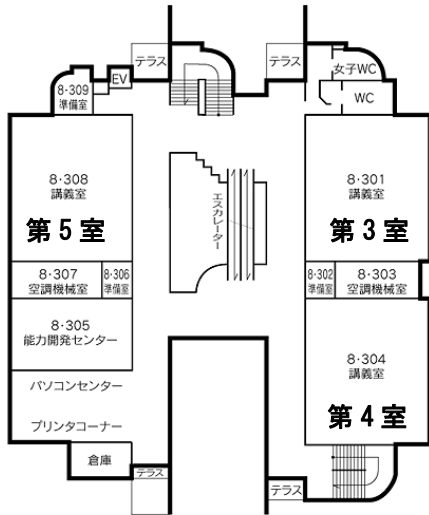 テラス
テラス
女子WC
EV
8・309
準備室
WC
8・308
講義室
第5室
エスカレーター
8・301
講義室
第3室
8・307
空調機械室
8・306
準備室
8・302
準備室
8・303
空調機械室
8・305
能力開発センター
8・304
講義室
パソコンセンター
第4室
プリンタコーナー
倉庫
テラス
テラス